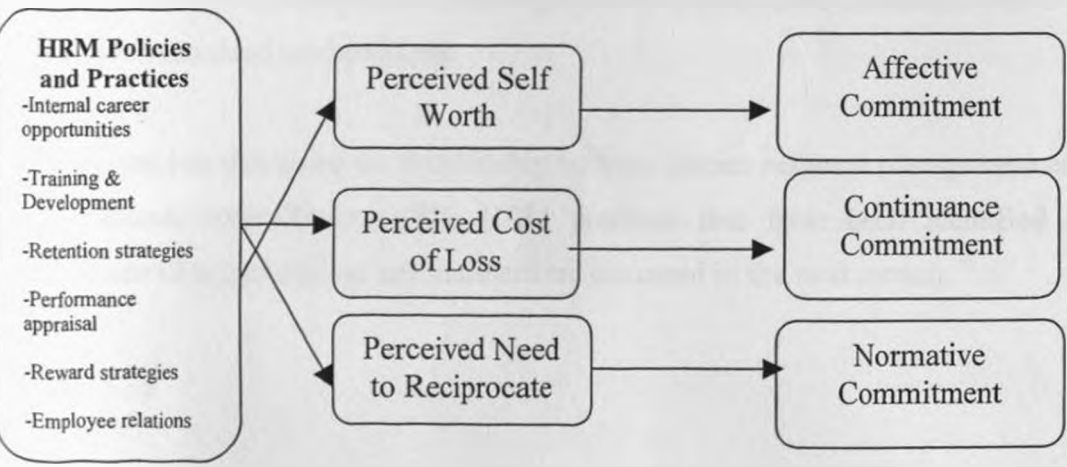 HRM Policies
and Practices
-Internal career
opportunities
-Training &
Development
-Retention strategies
-Performance
appraisal
-Reward strategies
-Employee relations
Perceived Self
Worth
Perceived Cost
of Loss
Perceived Need
to Reciprocate
Affective
Commitment
Continuance
Commitment
Normative
Commitment